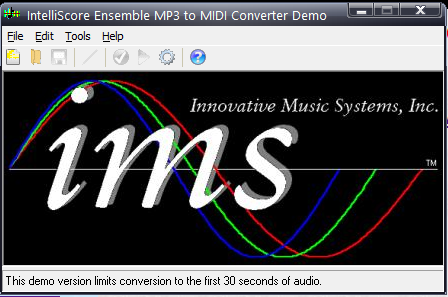 IntelliScore Ensemble MP3 to MIDI Converter Demo
File Edit Tools Help
Innovative Music Systems, Inc.
ims
TM
This demo version limits conversion to the first 30 seconds of audio.